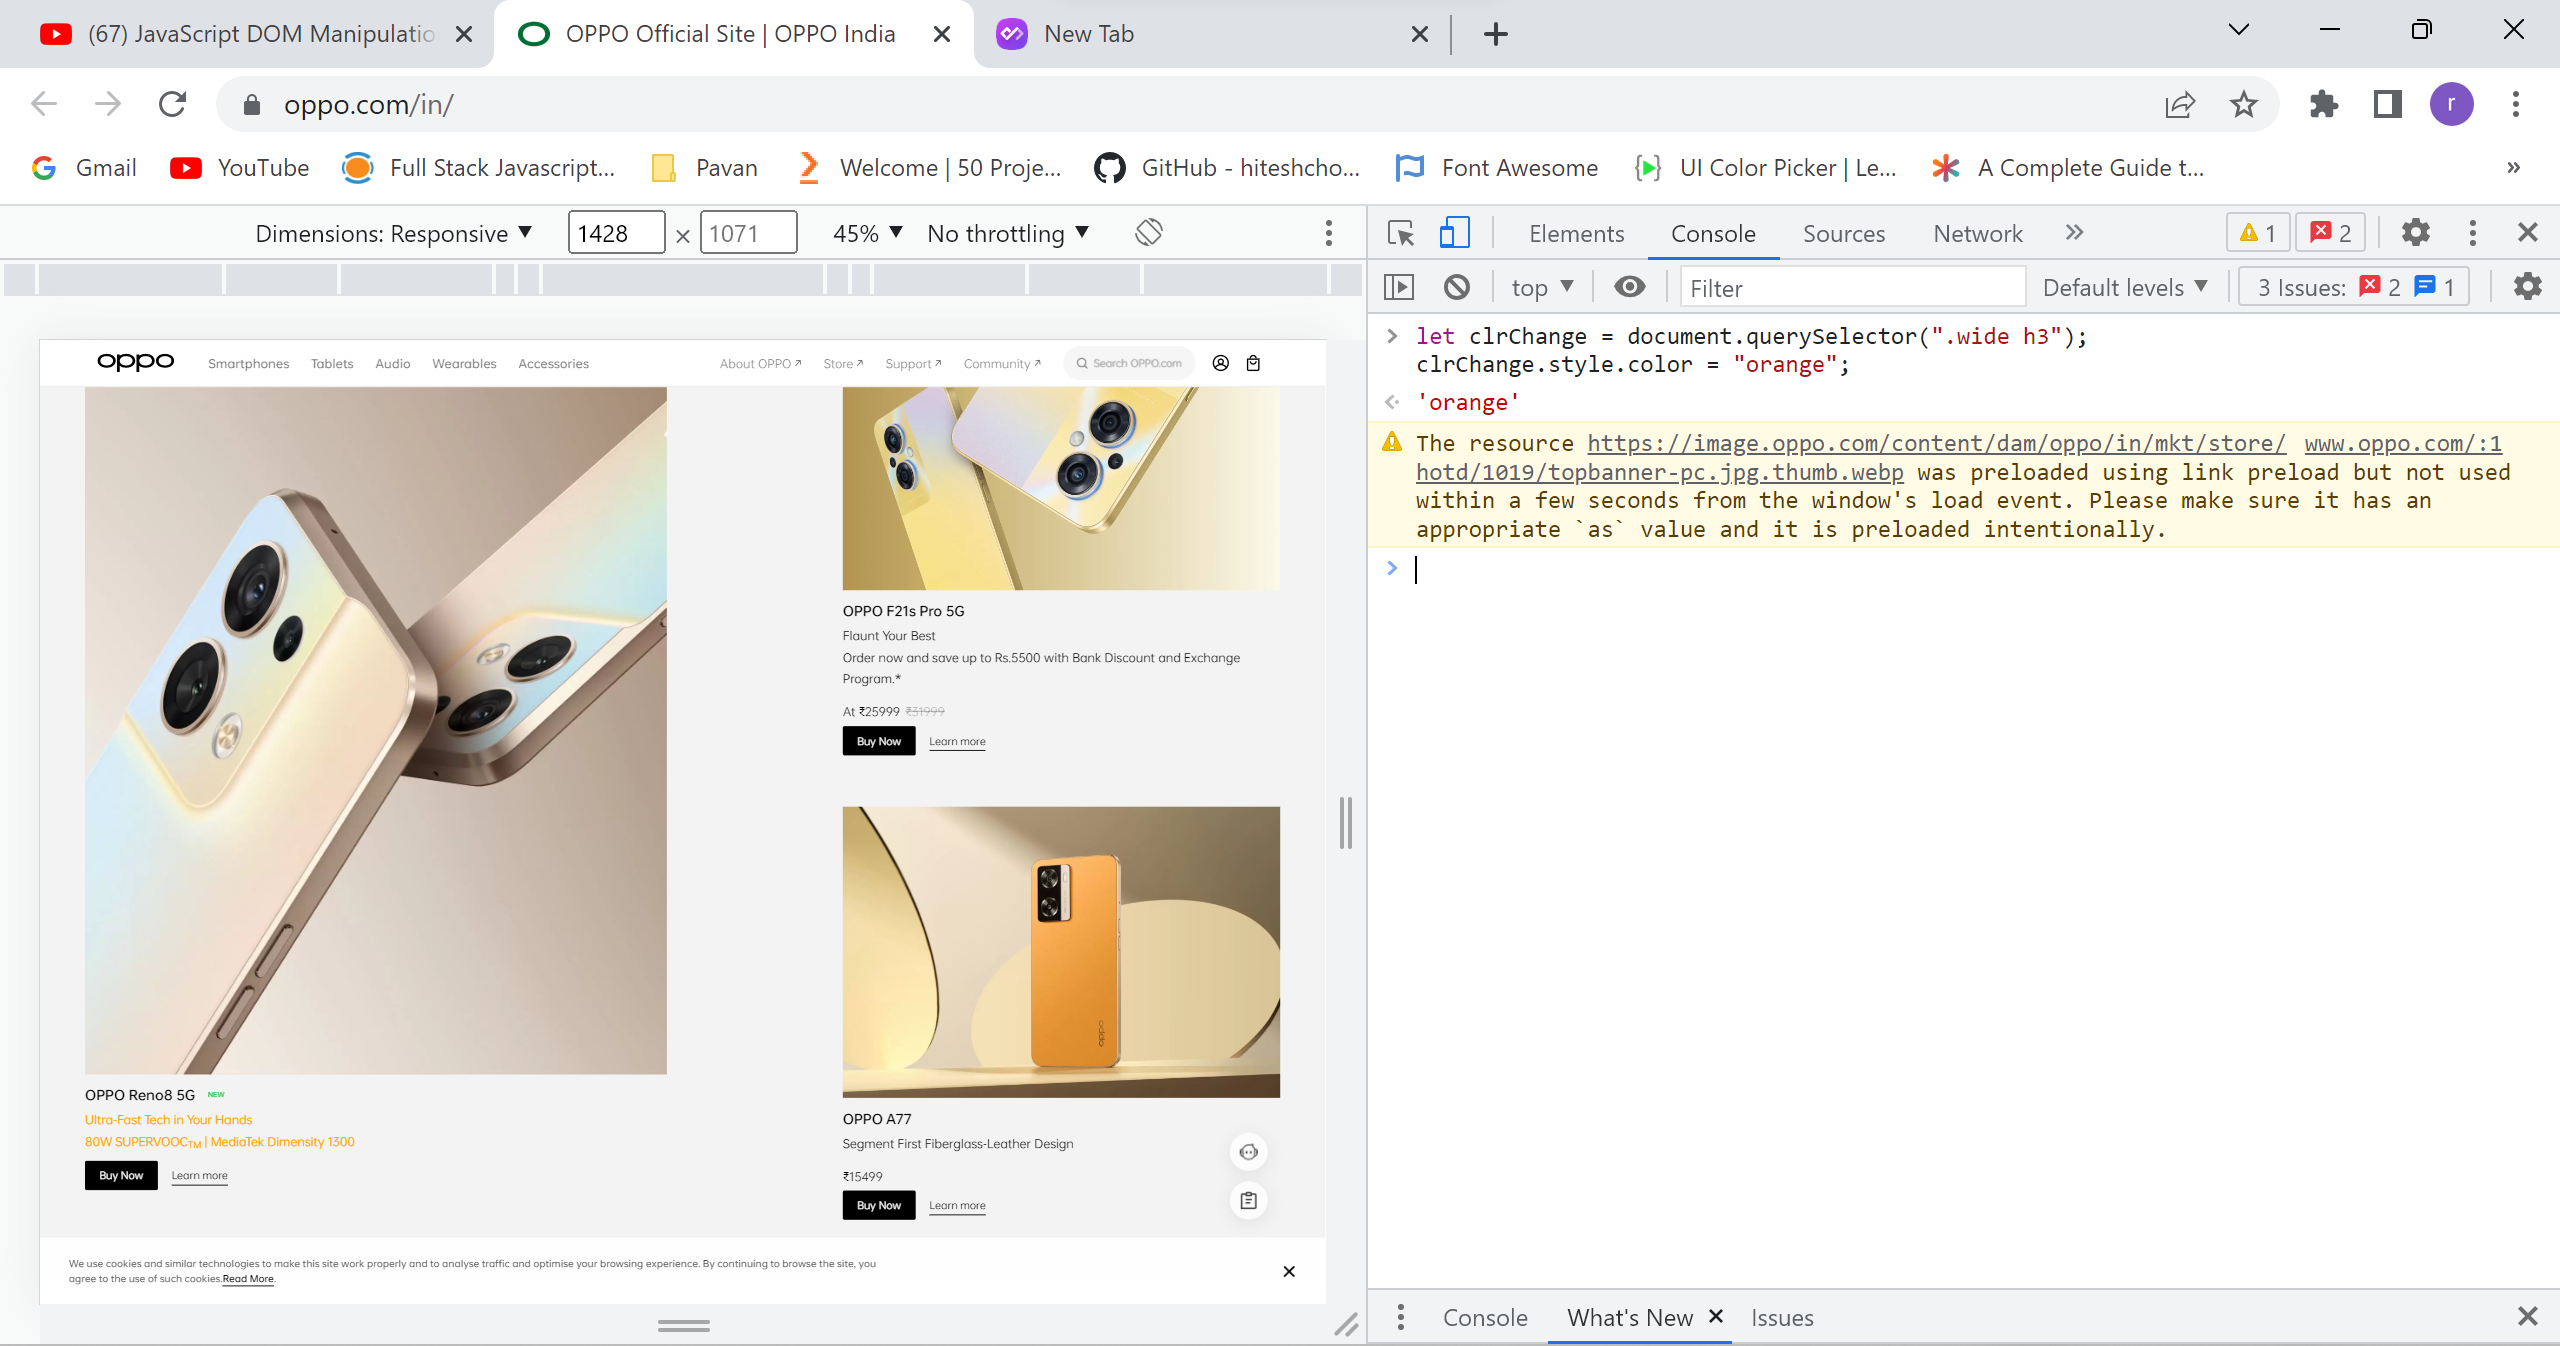 (67) JavaScript DOM Manipulatio
OPPO Official Site | OPPO India
New Tab
oppo.com/in/
r
Gmail
YouTube
Full Stack Javascript...
Pavan
Welcome | 50 Proje...
GitHub - hiteshcho...
Font Awesome
UI Color Picker | Le...
A Complete Guide t...
»
Dimensions: Responsive
1428 × 1071
45%
No throttling
Elements
Console
Sources
Network
1
2
top
Filter
Default levels
3 Issues: 2 1
oppo
Smartphones
Tablets
Audio
Wearables
Accessories
About OPPO
Store
Support
Community
Search OPPO.com
OPPO Reno8 5G NEW
Ultra-Fast Tech in Your Hands
80W SUPERVOOCTM | MediaTek Dimensity 1300
Buy Now
Learn more
OPPO F21s Pro 5G
Flaunt Your Best
Order now and save up to Rs.5500 with Bank Discount and Exchange
Program.*
At ₹25999 ₹31999
Buy Now
Learn more
oppo
OPPO A77
Segment First Fiberglass-Leather Design
₹15499
Buy Now
Learn more
We use cookies and similar technologies to make this site work properly and to analyse traffic and optimise your browsing experience. By continuing to browse the site, you
agree to the use of such cookies.Read More.
let clrChange = document.querySelector(".wide h3");
clrChange.style.color = "orange";
'orange'
The resource https://image.oppo.com/content/dam/oppo/in/mkt/store/ www.oppo.com/:1
hotd/1019/topbanner-pc.jpg.thumb.webp was preloaded using link preload but not used
within a few seconds from the window's load event. Please make sure it has an
appropriate `as` value and it is preloaded intentionally.
Console
What's New
Issues